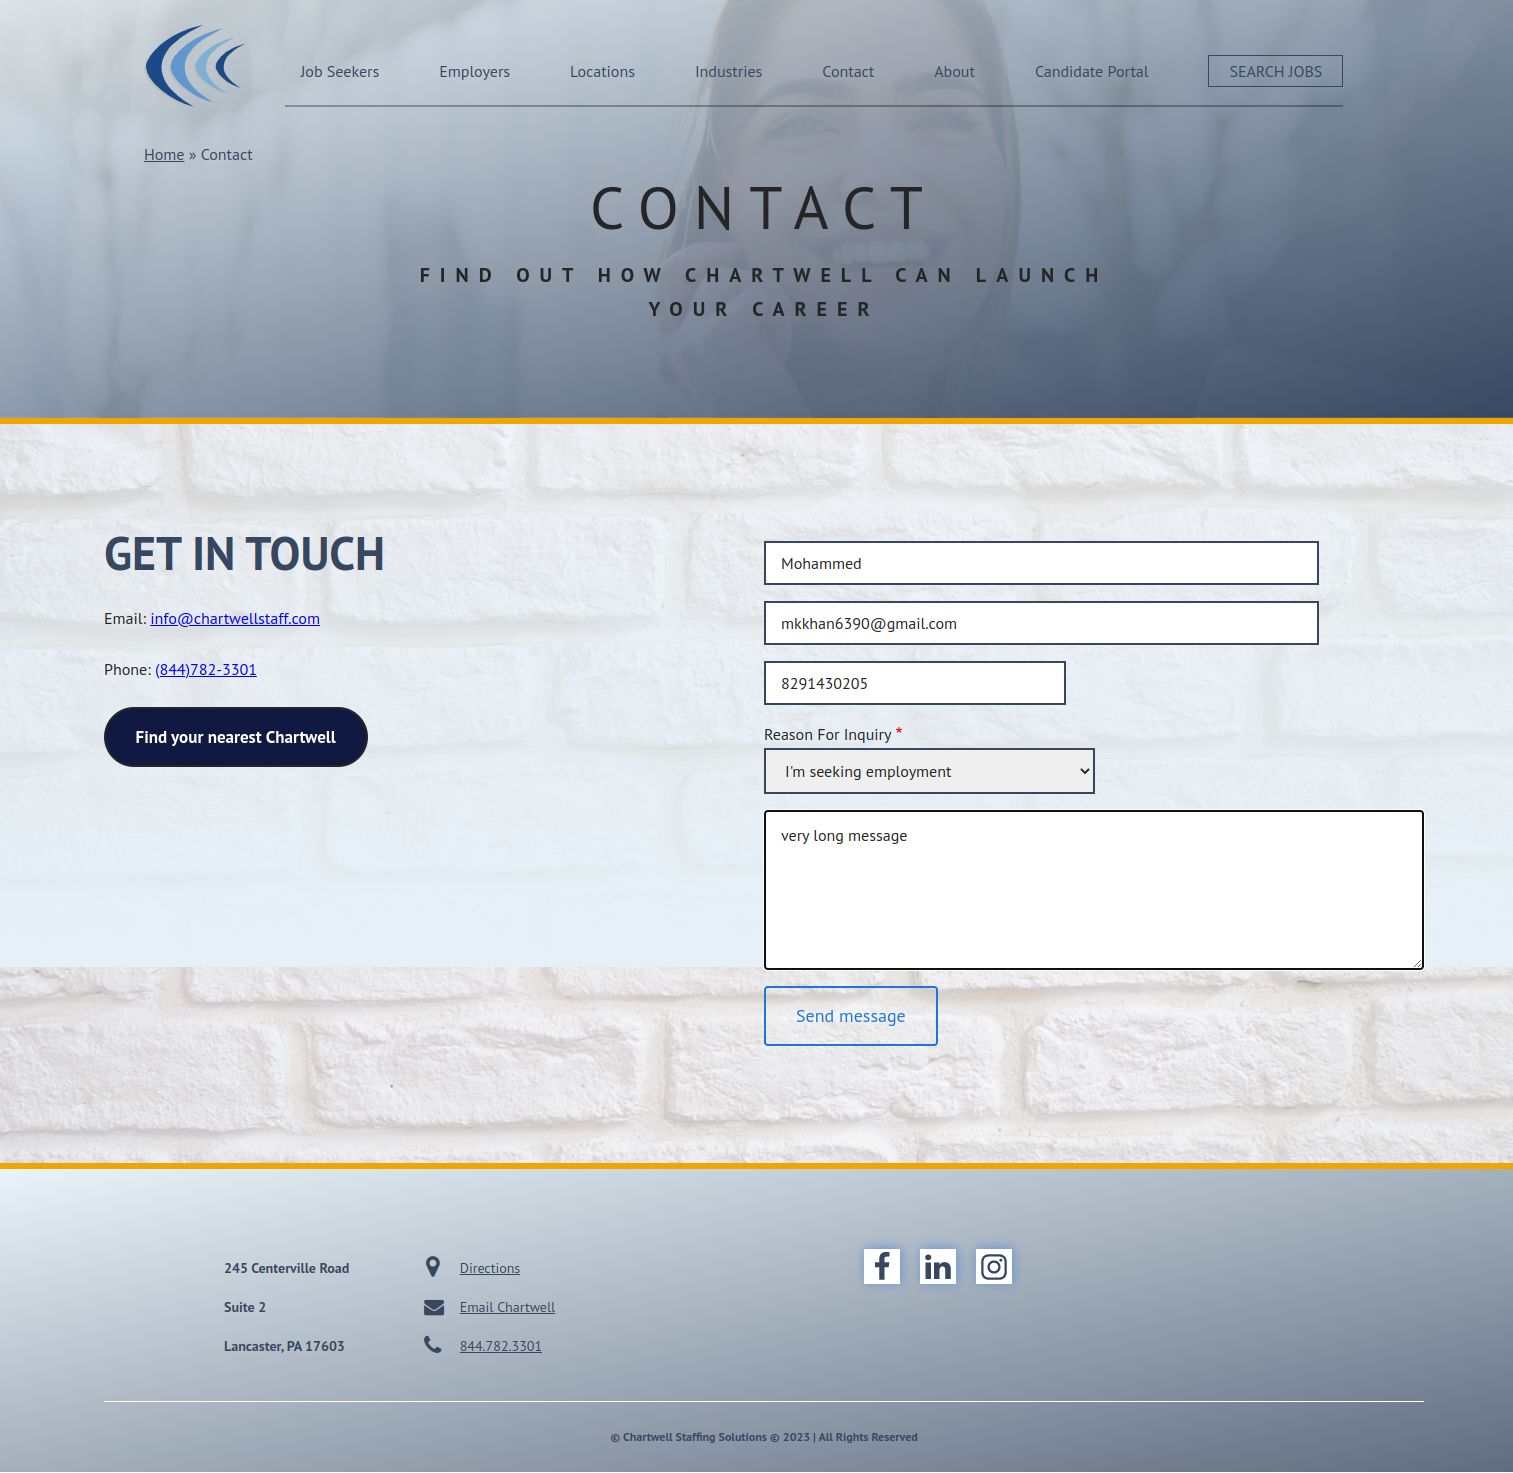 Job Seekers Employers Locations Industries Contact About Candidate Portal SEARCH JOBS
Home » Contact
CONTACT
FIND OUT HOW CHARTWELL CAN LAUNCH
YOUR CAREER
GET IN TOUCH
Email: info@chartwellstaff.com
Phone: (844)782-3301
Find your nearest Chartwell
Mohammed
mkkhan6390@gmail.com
8291430205
Reason For Inquiry *
I'm seeking employment
very long message
Send message
245 Centerville Road
Suite 2
Lancaster, PA 17603
Directions
Email Chartwell
844.782.3301
© Chartwell Staffing Solutions © 2023 | All Rights Reserved